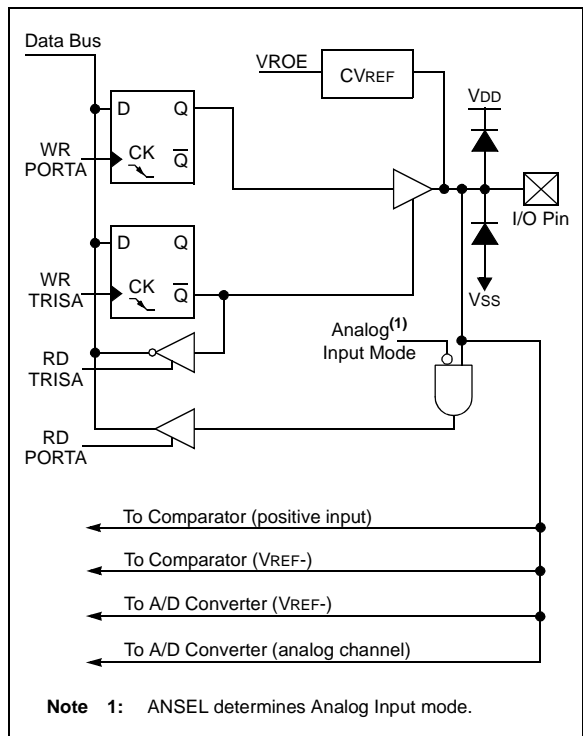 Data Bus
VROE
CVREF
D Q
VDD
WR
PORTA
CK Q̅
I/O Pin
D Q
WR
TRISA
CK Q̅
VSS
Analog(1)
Input Mode
RD
TRISA
RD
PORTA
To Comparator (positive input)
To Comparator (VREF-)
To A/D Converter (VREF-)
To A/D Converter (analog channel)
Note 1: ANSEL determines Analog Input mode.